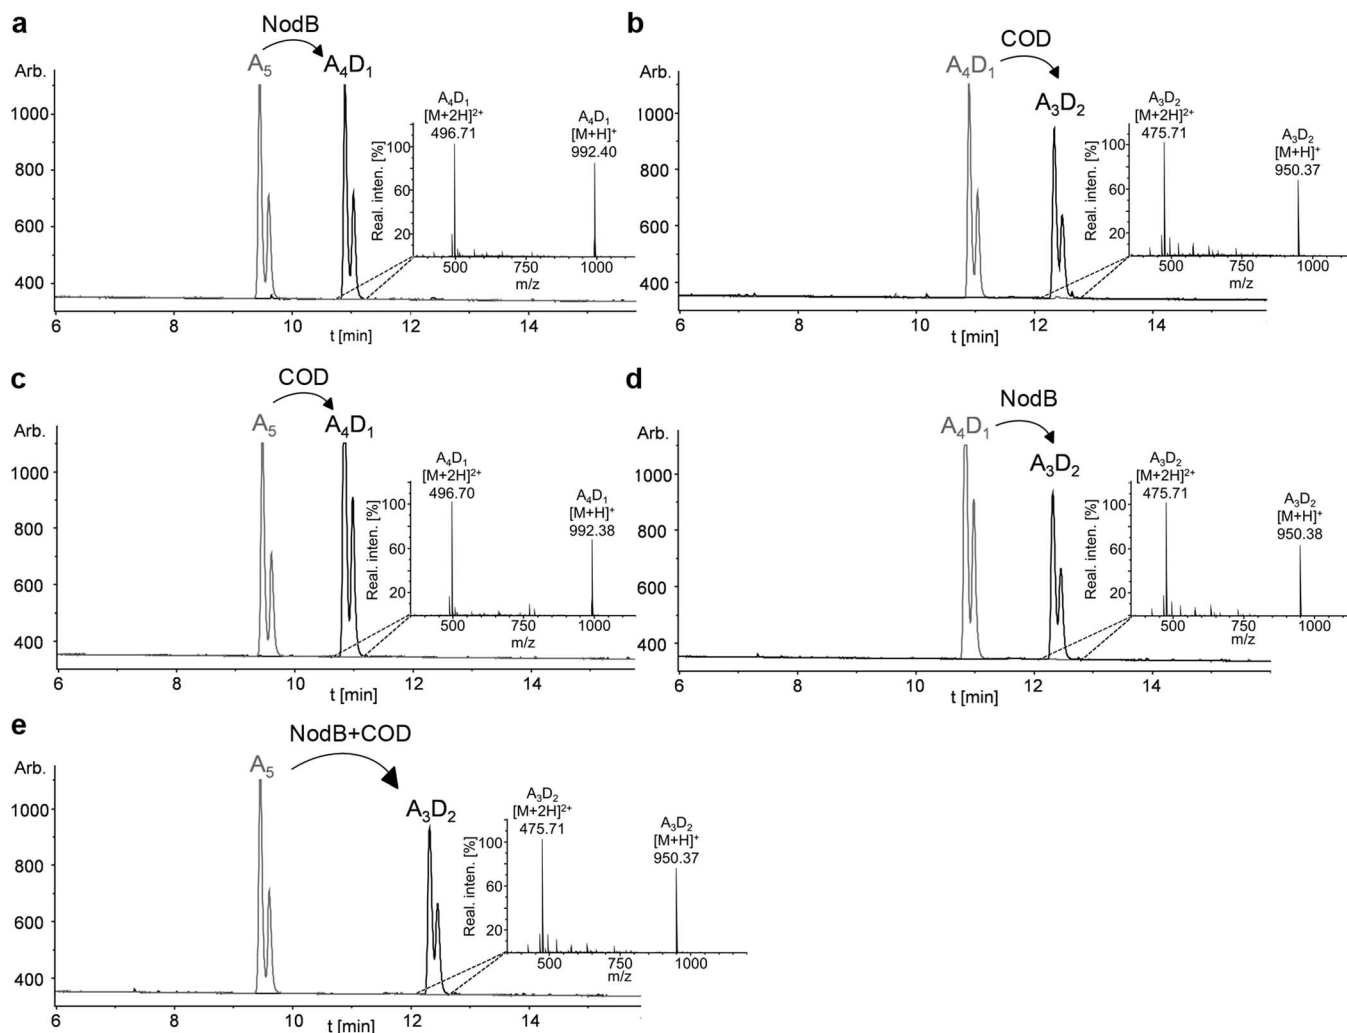 a
NodB
A5
A4D1
Arb.
1000
800
600
400
6
8
10
12
14
t [min]
A4D1
[M+2H]2+
496.71
A4D1
[M+H]+
992.40
Real. inten. [%]
100
60
20
500
750
1000
m/z
b
COD
A4D1
A3D2
Arb.
1000
800
600
400
6
8
10
12
14
t [min]
A3D2
[M+2H]2+
475.71
A3D2
[M+H]+
950.37
Real. inten. [%]
100
60
20
500
750
1000
m/z
c
COD
A5
A4D1
Arb.
1000
800
600
400
6
8
10
12
14
t [min]
A4D1
[M+2H]2+
496.70
A4D1
[M+H]+
992.38
Real. inten. [%]
100
60
20
500
750
1000
m/z
d
NodB
A4D1
A3D2
Arb.
1000
800
600
400
6
8
10
12
14
t [min]
A3D2
[M+2H]2+
475.71
A3D2
[M+H]+
950.38
Real. inten. [%]
100
60
20
500
750
1000
m/z
e
NodB+COD
A5
A3D2
Arb.
1000
800
600
400
6
8
10
12
14
t [min]
A3D2
[M+2H]2+
475.71
A3D2
[M+H]+
950.37
Real. inten. [%]
100
60
20
500
750
1000
m/z